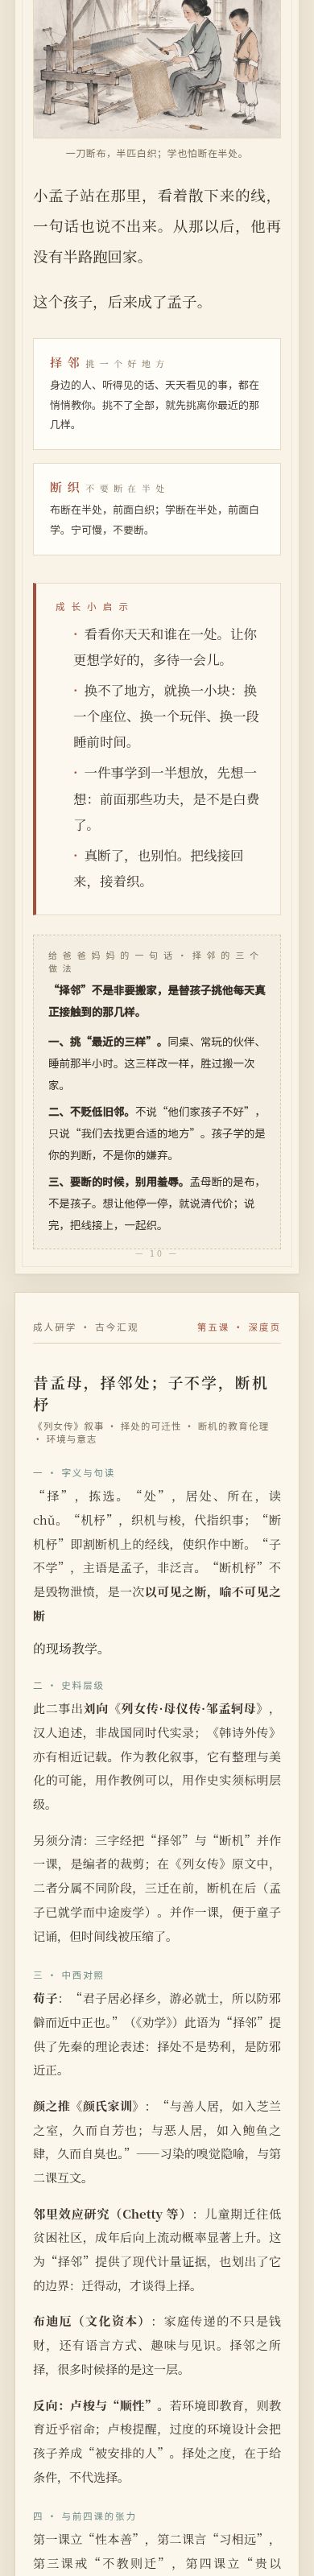 一刀断布，半匹白织；学也怕断在半处。
小孟子站在那里，看着散下来的线，
一句话也说不出来。从那以后，他再
没有半路跑回家。
这个孩子，后来成了孟子。
择邻 挑一个好地方
身边的人、听得见的话、天天看见的事，都在
悄悄教你。挑不了全部，就先挑离你最近的那
几样。
断织 不要断在半处
布断在半处，前面白织；学断在半处，前面白
学。宁可慢，不要断。
成长小启示
· 看看你天天和谁在一处。让你
更想学好的，多待一会儿。
· 换不了地方，就换一小块：换
一个座位、换一个玩伴、换一段
睡前时间。
· 一件事学到一半想放，先想一
想：前面那些功夫，是不是白费
了。
· 真断了，也别怕。把线接回
来，接着织。
给爸爸妈妈的一句话 · 择邻的三个
做法
“择邻”不是非要搬家，是替孩子挑他每天真
正接触到的那几样。
一、挑“最近的三样”。同桌、常玩的伙伴、
睡前那半小时。这三样改一样，胜过搬一次
家。
二、不贬低旧邻。不说“他们家孩子不好”，
只说“我们去找更合适的地方”。孩子学的是
你的判断，不是你的嫌弃。
三、要断的时候，别用羞辱。孟母断的是布，
不是孩子。想让他停一停，就说清代价；说
完，把线接上，一起织。
— 10 —
成人研学 · 古今汇观 第五课 · 深度页
昔孟母，择邻处；子不学，断机
杼
《列女传》叙事 · 择处的可迁性 · 断机的教育伦理
· 环境与意志
一 · 字义与句读
“择”，拣选。“处”，居处、所在，读
chǔ。“机杼”，织机与梭，代指织事；“断
机杼”即割断机上的经线，使织作中断。“子
不学”，主语是孟子，非泛言。“断机杼”不
是毁物泄愤，是一次以可见之断，喻不可见之
断
的现场教学。
二 · 史料层级
此二事出刘向《列女传·母仪传·邹孟轲母》，
汉人追述，非战国同时代实录；《韩诗外传》
亦有相近记载。作为教化叙事，它有整理与美
化的可能，用作教例可以，用作史实须标明层
级。
另须分清：三字经把“择邻”与“断机”并作
一课，是编者的裁剪；在《列女传》原文中，
二者分属不同阶段，三迁在前，断机在后（孟
子已就学而中途废学）。并作一课，便于童子
记诵，但时间线被压缩了。
三 · 中西对照
荀子：“君子居必择乡，游必就士，所以防邪
僻而近中正也。”（《劝学》）此语为“择邻”提
供了先秦的理论表述：择处不是势利，是防邪
近正。
颜之推《颜氏家训》：“与善人居，如入芝兰
之室，久而自芳也；与恶人居，如入鲍鱼之
肆，久而自臭也。”——习染的嗅觉隐喻，与第
二课互文。
邻里效应研究（Chetty 等）：儿童期迁往低
贫困社区，成年后向上流动概率显著上升。这
为“择邻”提供了现代计量证据，也划出了它
的边界：迁得动，才谈得上择。
布迪厄（文化资本）：家庭传递的不只是钱
财，还有语言方式、趣味与见识。择邻之所
择，很多时候择的是这一层。
反向：卢梭与“顺性”。若环境即教育，则教
育近乎宿命；卢梭提醒，过度的环境设计会把
孩子养成“被安排的人”。择处之度，在于给
条件，不代选择。
四 · 与前四课的张力
第一课立“性本善”，第二课言“习相远”，
第三课戒“不教则迁”，第四课立“贵以